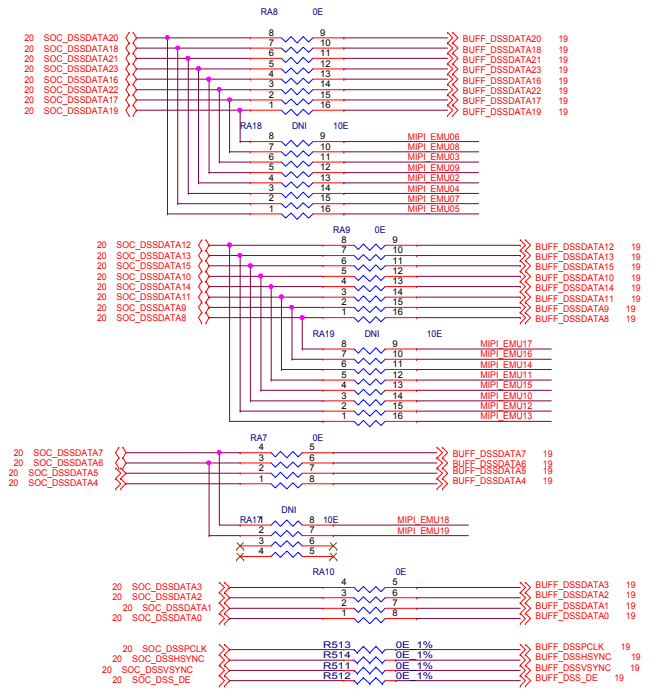 RA8 0E
20 SOC_DSSDATA20 8 9 BUFF_DSSDATA20 19
20 SOC_DSSDATA18 7 10 BUFF_DSSDATA18 19
20 SOC_DSSDATA21 6 11 BUFF_DSSDATA21 19
20 SOC_DSSDATA23 5 12 BUFF_DSSDATA23 19
20 SOC_DSSDATA16 4 13 BUFF_DSSDATA16 19
20 SOC_DSSDATA22 3 14 BUFF_DSSDATA22 19
20 SOC_DSSDATA17 2 15 BUFF_DSSDATA17 19
20 SOC_DSSDATA19 1 16 BUFF_DSSDATA19 19
RA18 DNI 10E
8 9 MIPI_EMU06
7 10 MIPI_EMU08
6 11 MIPI_EMU03
5 12 MIPI_EMU09
4 13 MIPI_EMU02
3 14 MIPI_EMU04
2 15 MIPI_EMU07
1 16 MIPI_EMU05
RA9 0E
20 SOC_DSSDATA12 8 9 BUFF_DSSDATA12 19
20 SOC_DSSDATA13 7 10 BUFF_DSSDATA13 19
20 SOC_DSSDATA15 6 11 BUFF_DSSDATA15 19
20 SOC_DSSDATA10 5 12 BUFF_DSSDATA10 19
20 SOC_DSSDATA14 4 13 BUFF_DSSDATA14 19
20 SOC_DSSDATA11 3 14 BUFF_DSSDATA11 19
20 SOC_DSSDATA9 2 15 BUFF_DSSDATA9 19
20 SOC_DSSDATA8 1 16 BUFF_DSSDATA8 19
RA19 DNI 10E
8 9 MIPI_EMU17
7 10 MIPI_EMU16
6 11 MIPI_EMU14
5 12 MIPI_EMU11
4 13 MIPI_EMU15
3 14 MIPI_EMU10
2 15 MIPI_EMU12
1 16 MIPI_EMU13
RA7 0E
20 SOC_DSSDATA7 4 5 BUFF_DSSDATA7 19
20 SOC_DSSDATA6 3 6 BUFF_DSSDATA6 19
20 SOC_DSSDATA5 2 7 BUFF_DSSDATA5 19
20 SOC_DSSDATA4 1 8 BUFF_DSSDATA4 19
DNI
RA17 1 8 10E MIPI_EMU18
2 7 MIPI_EMU19
3 6
4 5
RA10 0E
20 SOC_DSSDATA3 4 5 BUFF_DSSDATA3 19
20 SOC_DSSDATA2 3 6 BUFF_DSSDATA2 19
20 SOC_DSSDATA1 2 7 BUFF_DSSDATA1 19
20 SOC_DSSDATA0 1 8 BUFF_DSSDATA0 19
20 SOC_DSSPCLK R513 0E_1% BUFF_DSSPCLK 19
20 SOC_DSSHSYNC R514 0E_1% BUFF_DSSHSYNC 19
20 SOC_DSSVSYNC R511 0E_1% BUFF_DSSVSYNC 19
20 SOC_DSS_DE R512 0E_1% BUFF_DSS_DE 19